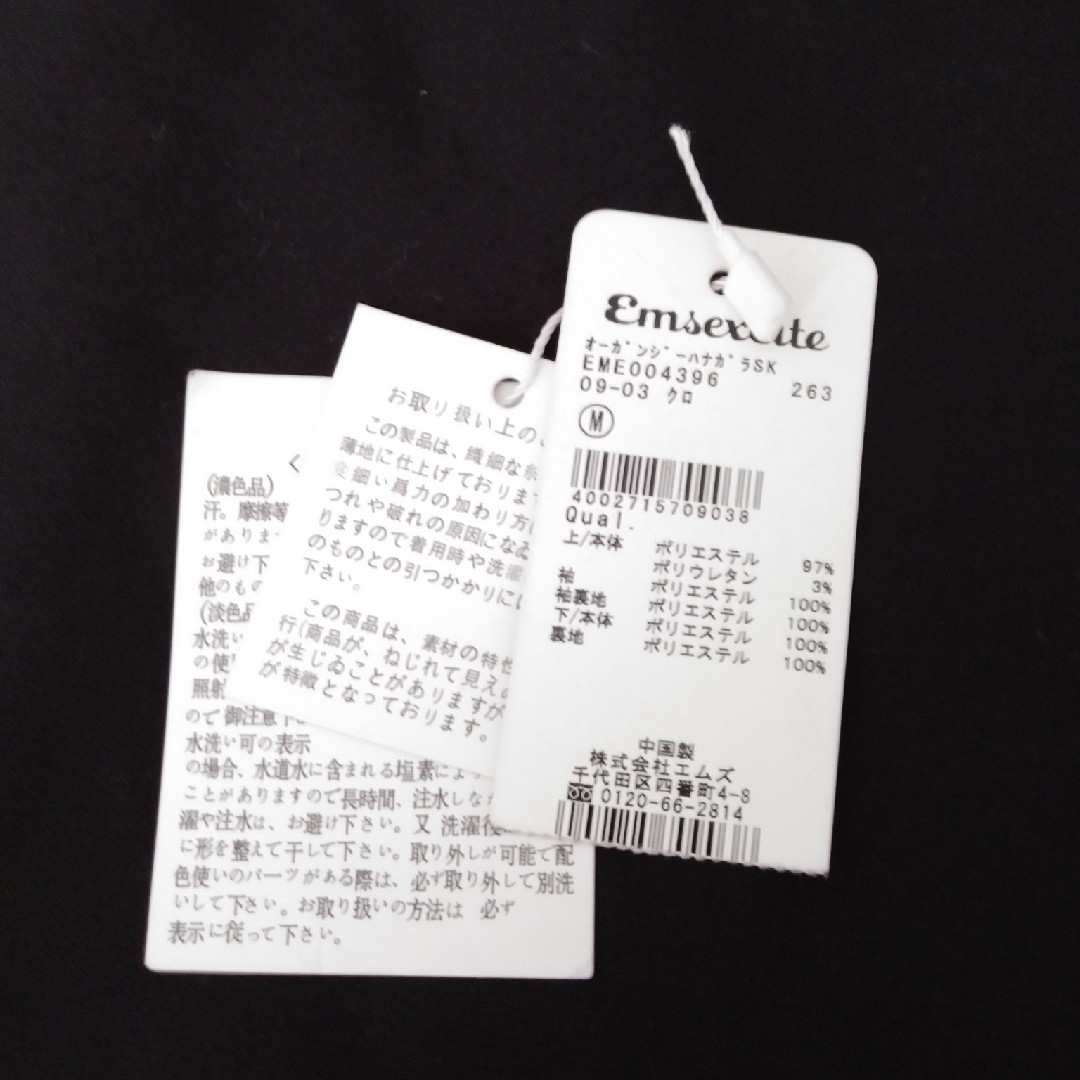 Emsexcite
オーガンジーハナガラSK
EME004396 263
09-03 クロ
M
4002715709038
Qual.
上/本体 ポリエステル 97%
ポリウレタン 3%
袖 ポリエステル 100%
袖裏地 ポリエステル 100%
下/本体 ポリエステル 100%
裏地 ポリエステル 100%
中国製
株式会社エムズ
千代田区四番町4-8
0120-66-2814
お取り扱い上の
この製品は、繊細な糸
薄地に仕上げております
細い為力の加わり方に
つれや破れの原因になる
りますので着用時や洗濯
のものとの引つかかりに
下さい。
この商品は、素材の特性
行(商品が、ねじれて見え
が生じることがありますが
が特徴となっております。
く
(濃色品)
汗。摩擦等
がありま
お避け下
他のもの
(淡色品
水洗い
の使
照射
ので御注意下さ
水洗い可の表示
の場合、水道水に含まれる塩素によ
ことがありますので長時間、注水しな
濯や注水は、お避け下さい。又 洗濯後
に形を整えて干して下さい。取り外しが可能で配
色使いのパーツがある際は、必ず取り外して別洗
いして下さい。お取り扱いの方法は 必ず
表示に従って下さい。